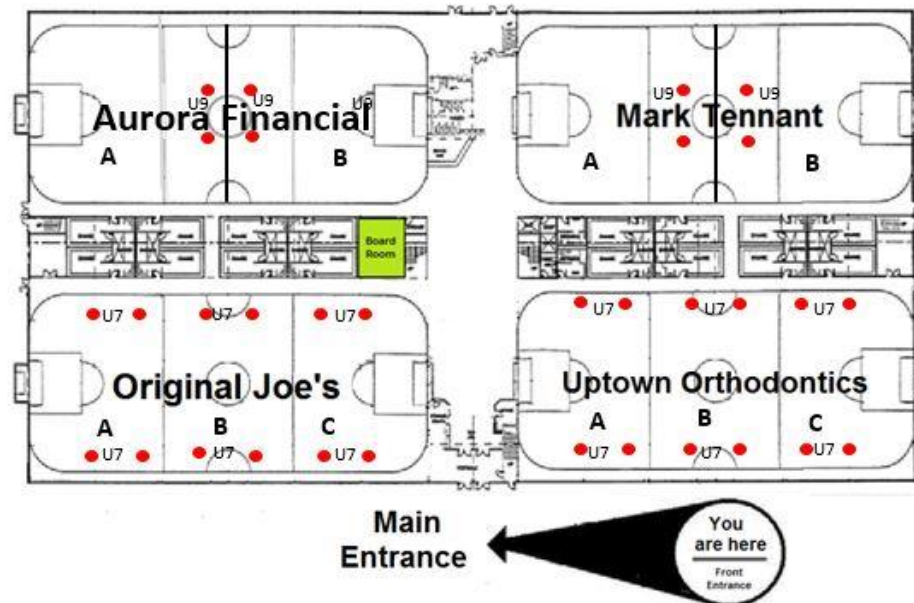 U9 U9 U9
Aurora Financial
A B
U9 U9
Mark Tennant
A B
Board
Room
U7 U7 U7
Original Joe's
A B C
U7 U7 U7
U7 U7 U7
Uptown Orthodontics
A B C
U7 U7 U7
Main
Entrance
You
are here
Front
Entrance